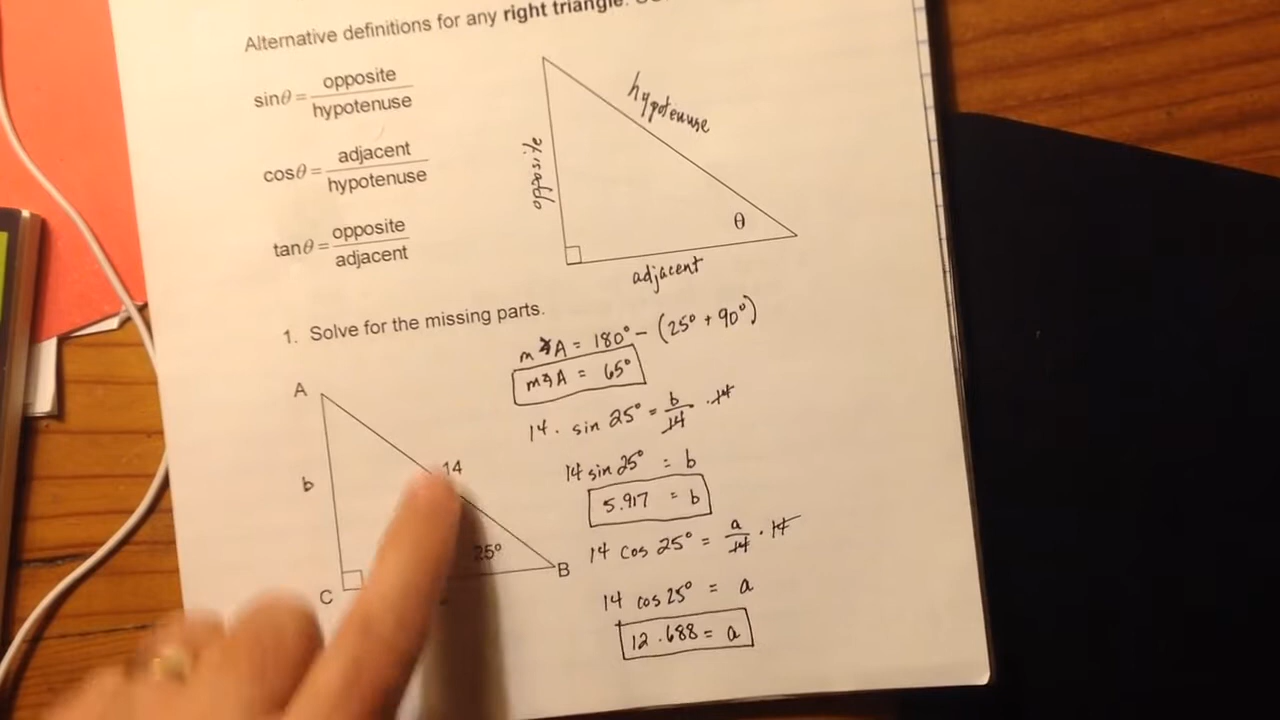 Alternative definitions for any right triangle.
sinθ = opposite / hypotenuse
cosθ = adjacent / hypotenuse
tanθ = opposite / adjacent
hypotenuse
opposite
θ
adjacent
1. Solve for the missing parts.
A
b
14
25°
B
C
m∢A = 180° − (25° + 90°)
m∢A = 65°
14 · sin 25° = b/14 · 14
14 sin 25° = b
5.917 = b
14 cos 25° = a/14 · 14
14 cos 25° = a
12.688 = a